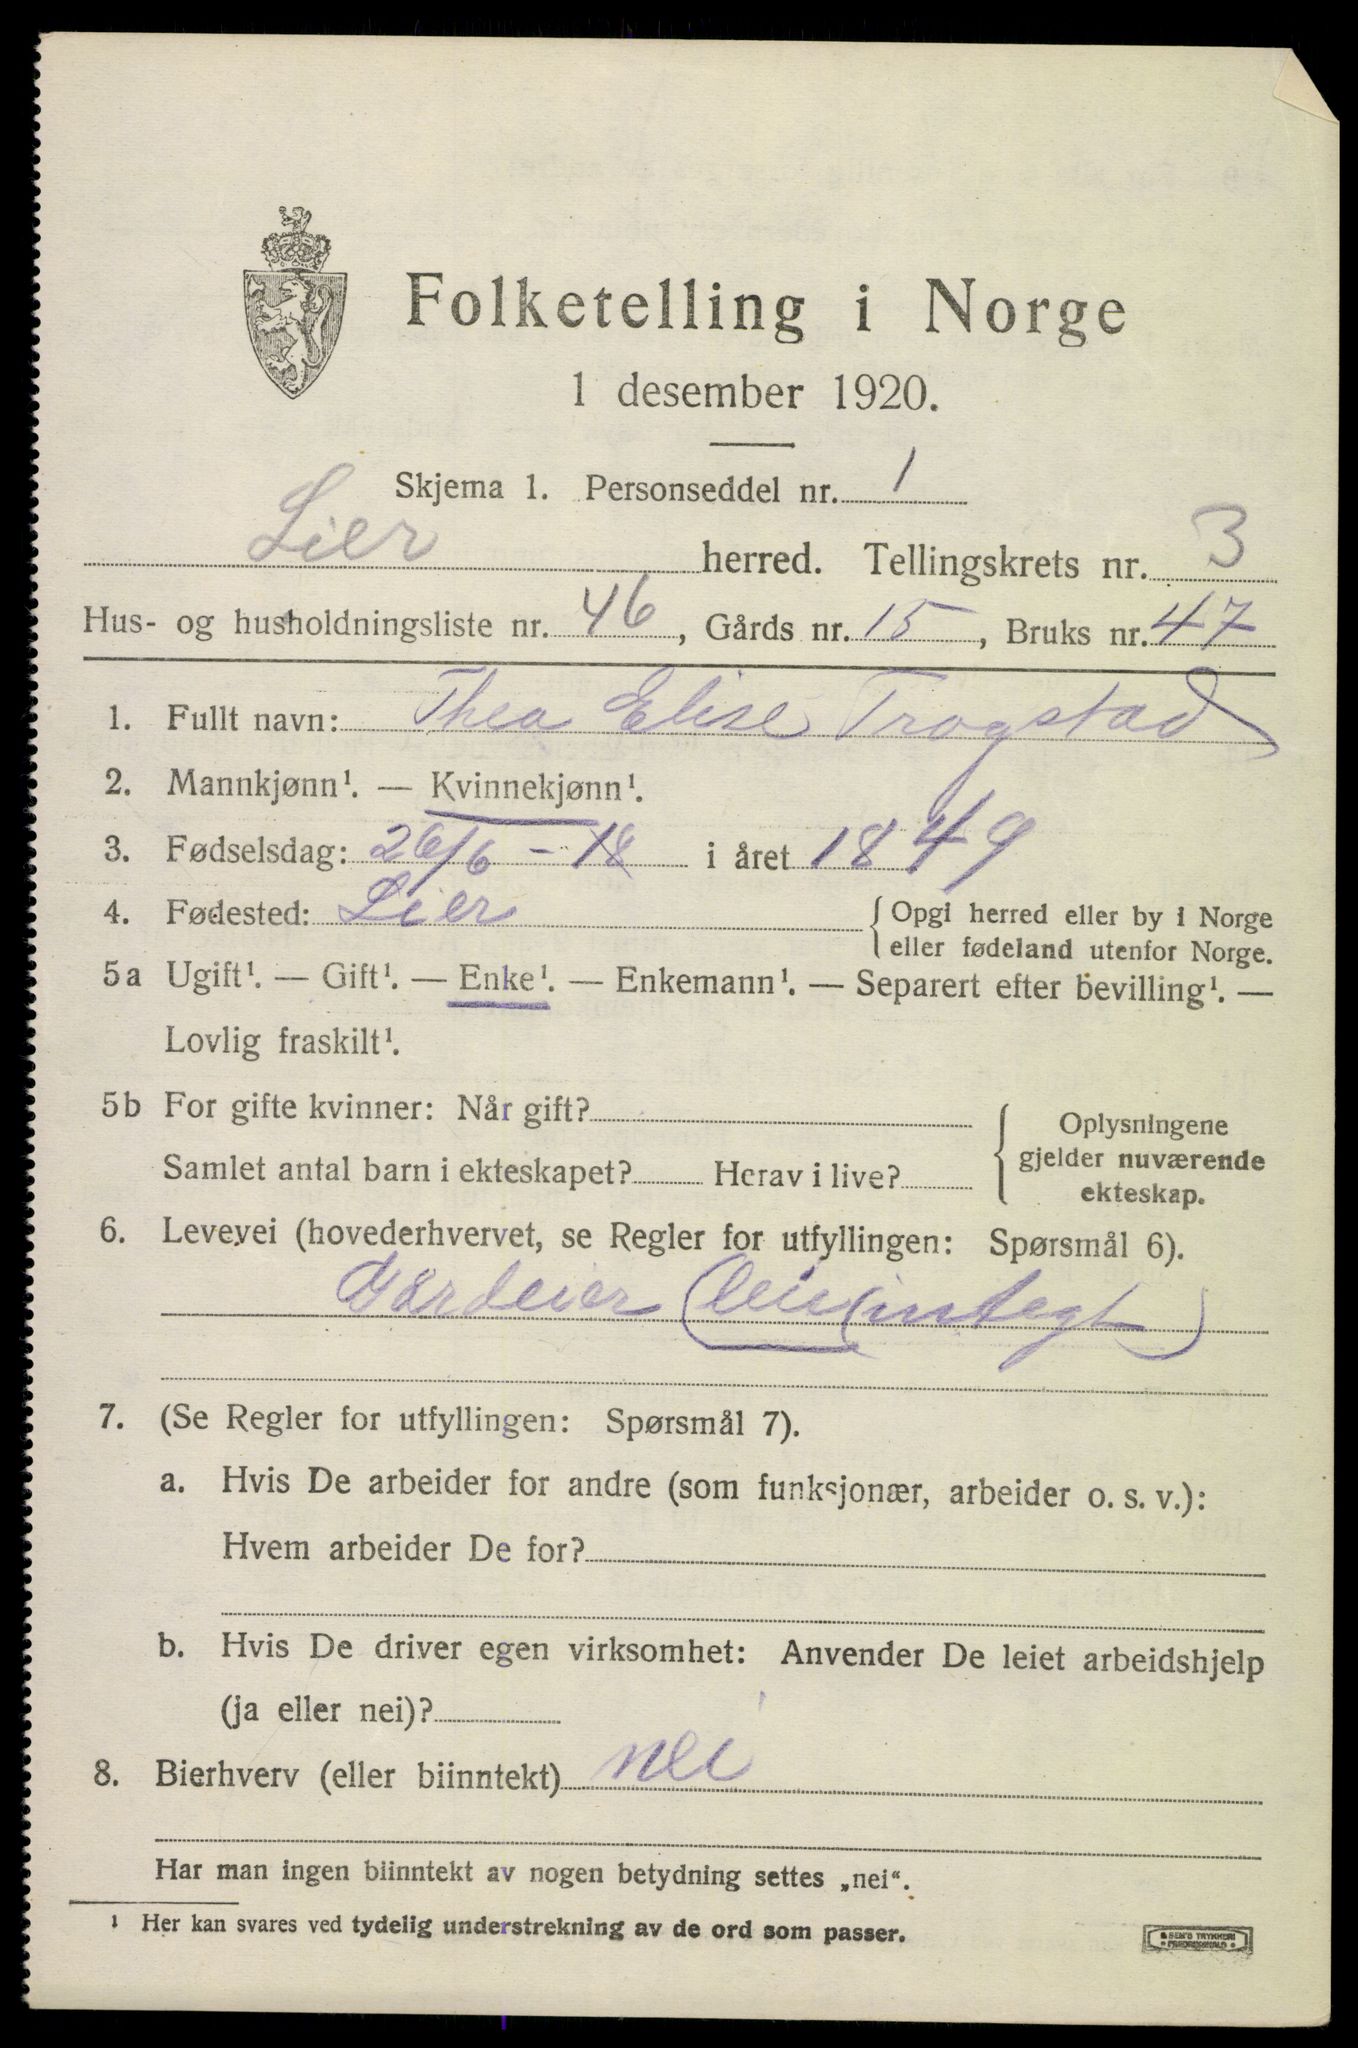 Folketelling i Norge
1 desember 1920.
Skjema 1. Personseddel nr. 1
Lier herred. Tellingskrets nr. 3
Hus- og husholdningsliste nr. 46, Gårds nr. 15, Bruks nr. 47
1. Fullt navn: Thea Elise Trogstad
2. Mannkjønn¹. — Kvinnekjønn¹.
3. Fødselsdag: 26/6 - 18 i året 1849
4. Fødested: Lier { Opgi herred eller by i Norge
eller fødeland utenfor Norge.
5a Ugift¹. — Gift¹. — Enke¹. — Enkemann¹. — Separert efter bevilling¹. —
Lovlig fraskilt¹.
5b For gifte kvinner: Når gift? { Oplysningene
gjelder nuværende
Samlet antal barn i ekteskapet? Herav i live?
ekteskap.
6. Levevei (hovederhvervet, se Regler for utfyllingen: Spørsmål 6).
Gårdeier
7. (Se Regler for utfyllingen: Spørsmål 7).
a. Hvis De arbeider for andre (som funksjonær, arbeider o. s. v.):
Hvem arbeider De for?
b. Hvis De driver egen virksomhet: Anvender De leiet arbeidshjelp
(ja eller nei)?
8. Bierhverv (eller biinntekt) nei
Har man ingen biinntekt av nogen betydning settes „nei“.
¹ Her kan svares ved tydelig understrekning av de ord som passer.